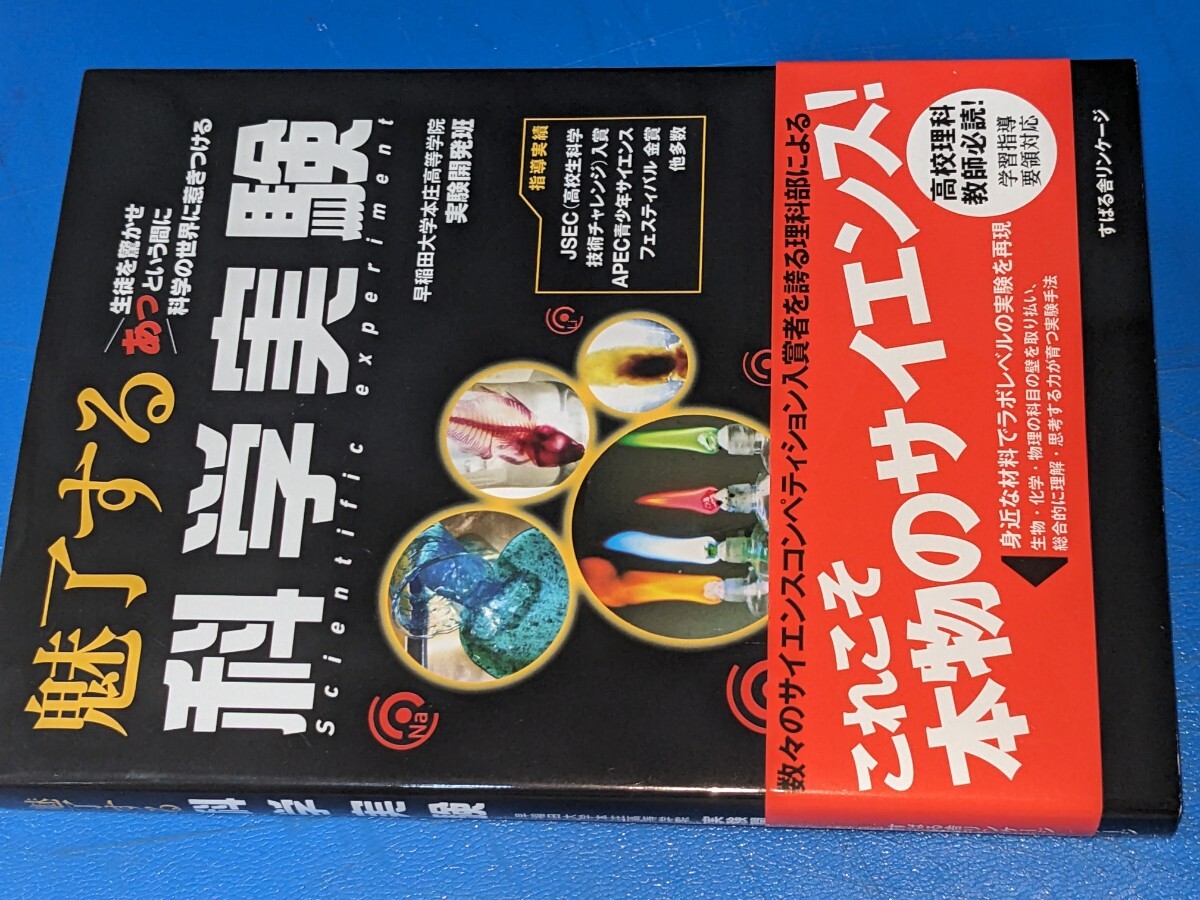 生徒を驚かせ
あっという間に
科学の世界に惹きつける
魅了する
科学実験
scientific experiment
早稲田大学本庄高等学院
実験開発班
指導実績
JSEC(高校生科学
技術チャレンジ)入賞
APEC青少年サイエンス
フェスティバル 金賞
他多数
Na
数々のサイエンスコンペティション入賞者を誇る理科部による
これこそ
本物のサイエンス!
高校理科
教師必読!
学習指導
要領対応
身近な材料でラボレベルの実験を再現
生物・化学・物理の科目の壁を取り払い、
総合的に理解・思考する力が育つ実験手法
すばる舎リンケージ
魅了する
科学実験